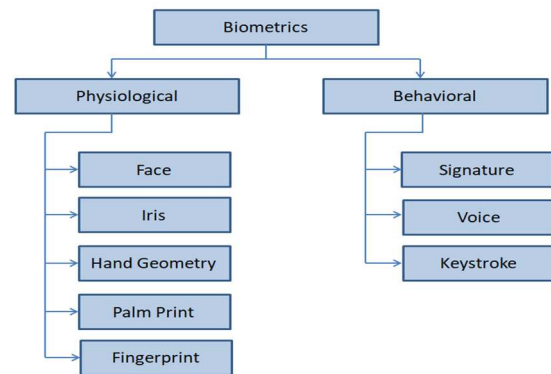 Biometrics
Physiological
Behavioral
Face
Iris
Hand Geometry
Palm Print
Fingerprint
Signature
Voice
Keystroke